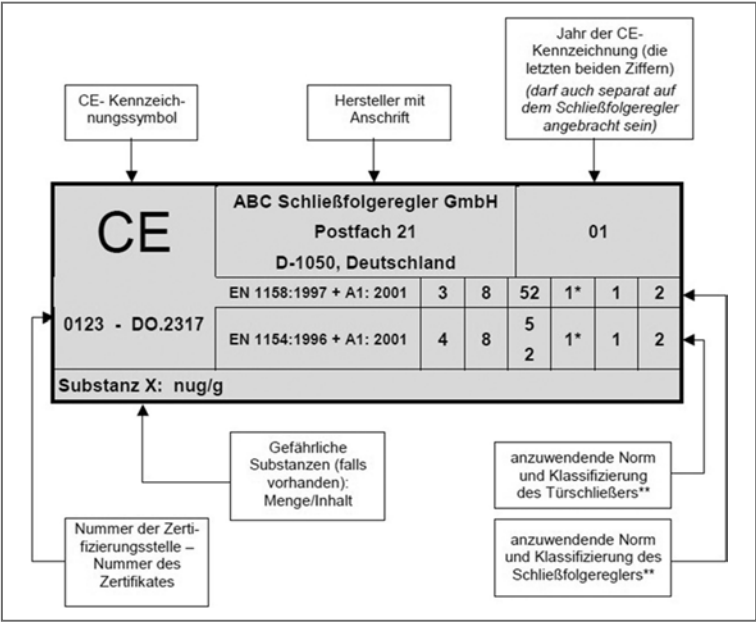 Jahr der CE-
Kennzeichnung (die
letzten beiden Ziffern)
(darf auch separat auf
dem Schließfolgeregler
angebracht sein)
CE- Kennzeich-
nungssymbol
Hersteller mit
Anschrift
CE
ABC Schließfolgeregler GmbH
Postfach 21
D-1050, Deutschland
01
0123 - DO.2317
EN 1158:1997 + A1: 2001 3 8 52 1* 1 2
EN 1154:1996 + A1: 2001 4 8 5 2 1* 1 2
Substanz X: nug/g
Gefährliche
Substanzen (falls
vorhanden):
Menge/Inhalt
anzuwendende Norm
und Klassifizierung
des Türschließers**
Nummer der Zerti-
fizierungsstelle –
Nummer des
Zertifikates
anzuwendende Norm
und Klassifizierung des
Schließfolgereglers**